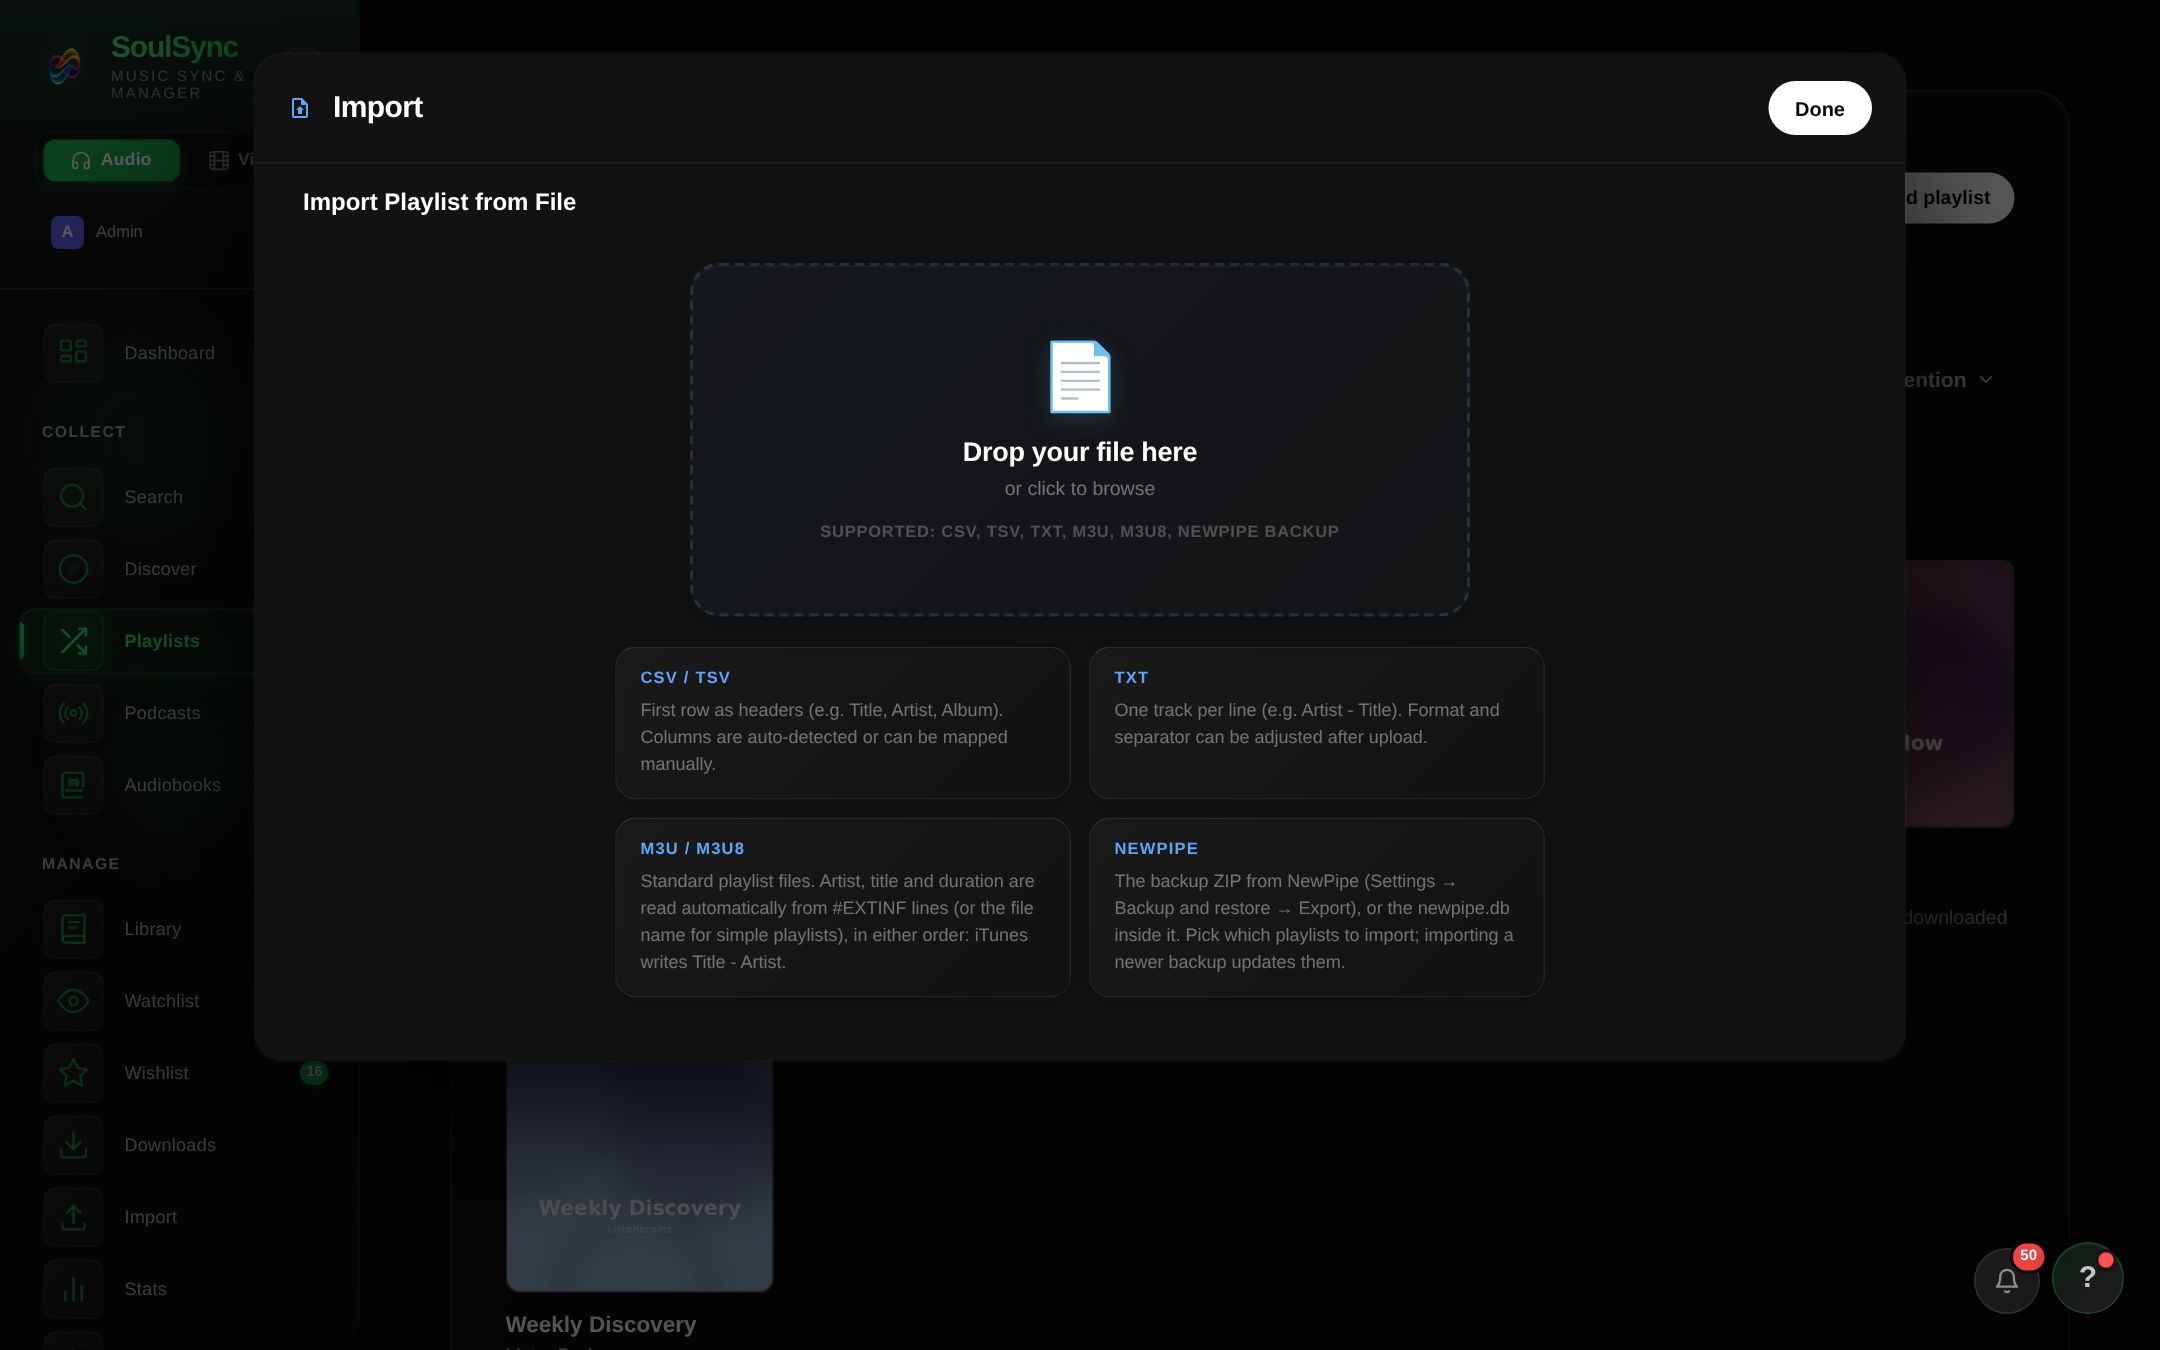 SoulSync
MUSIC SYNC &
MANAGER
Audio
Vi
A
Admin
Dashboard
COLLECT
Search
Discover
Playlists
Podcasts
Audiobooks
MANAGE
Library
Watchlist
Wishlist
16
Downloads
Import
Stats
Import
Done
Import Playlist from File
Drop your file here
or click to browse
SUPPORTED: CSV, TSV, TXT, M3U, M3U8, NEWPIPE BACKUP
CSV / TSV
First row as headers (e.g. Title, Artist, Album).
Columns are auto-detected or can be mapped
manually.
TXT
One track per line (e.g. Artist - Title). Format and
separator can be adjusted after upload.
M3U / M3U8
Standard playlist files. Artist, title and duration are
read automatically from #EXTINF lines (or the file
name for simple playlists), in either order: iTunes
writes Title - Artist.
NEWPIPE
The backup ZIP from NewPipe (Settings →
Backup and restore → Export), or the newpipe.db
inside it. Pick which playlists to import; importing a
newer backup updates them.
d playlist
ention
low
downloaded
Weekly Discovery
Listenbrainz
Weekly Discovery
50
?